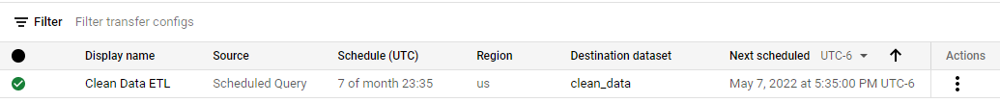 Filter Filter transfer configs
Display name Source Schedule (UTC) Region Destination dataset Next scheduled UTC-6 Actions
Clean Data ETL Scheduled Query 7 of month 23:35 us clean_data May 7, 2022 at 5:35:00 PM UTC-6